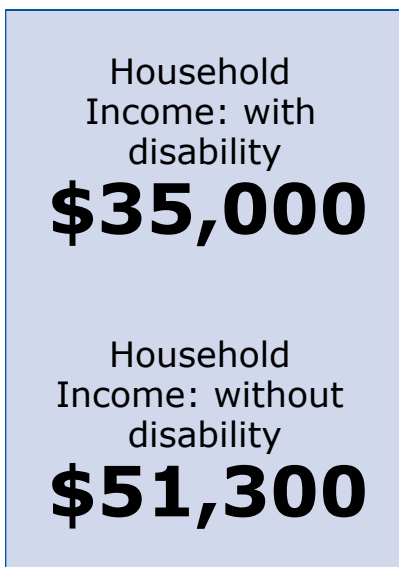 Household
Income: with
disability
$35,000
Household
Income: without
disability
$51,300